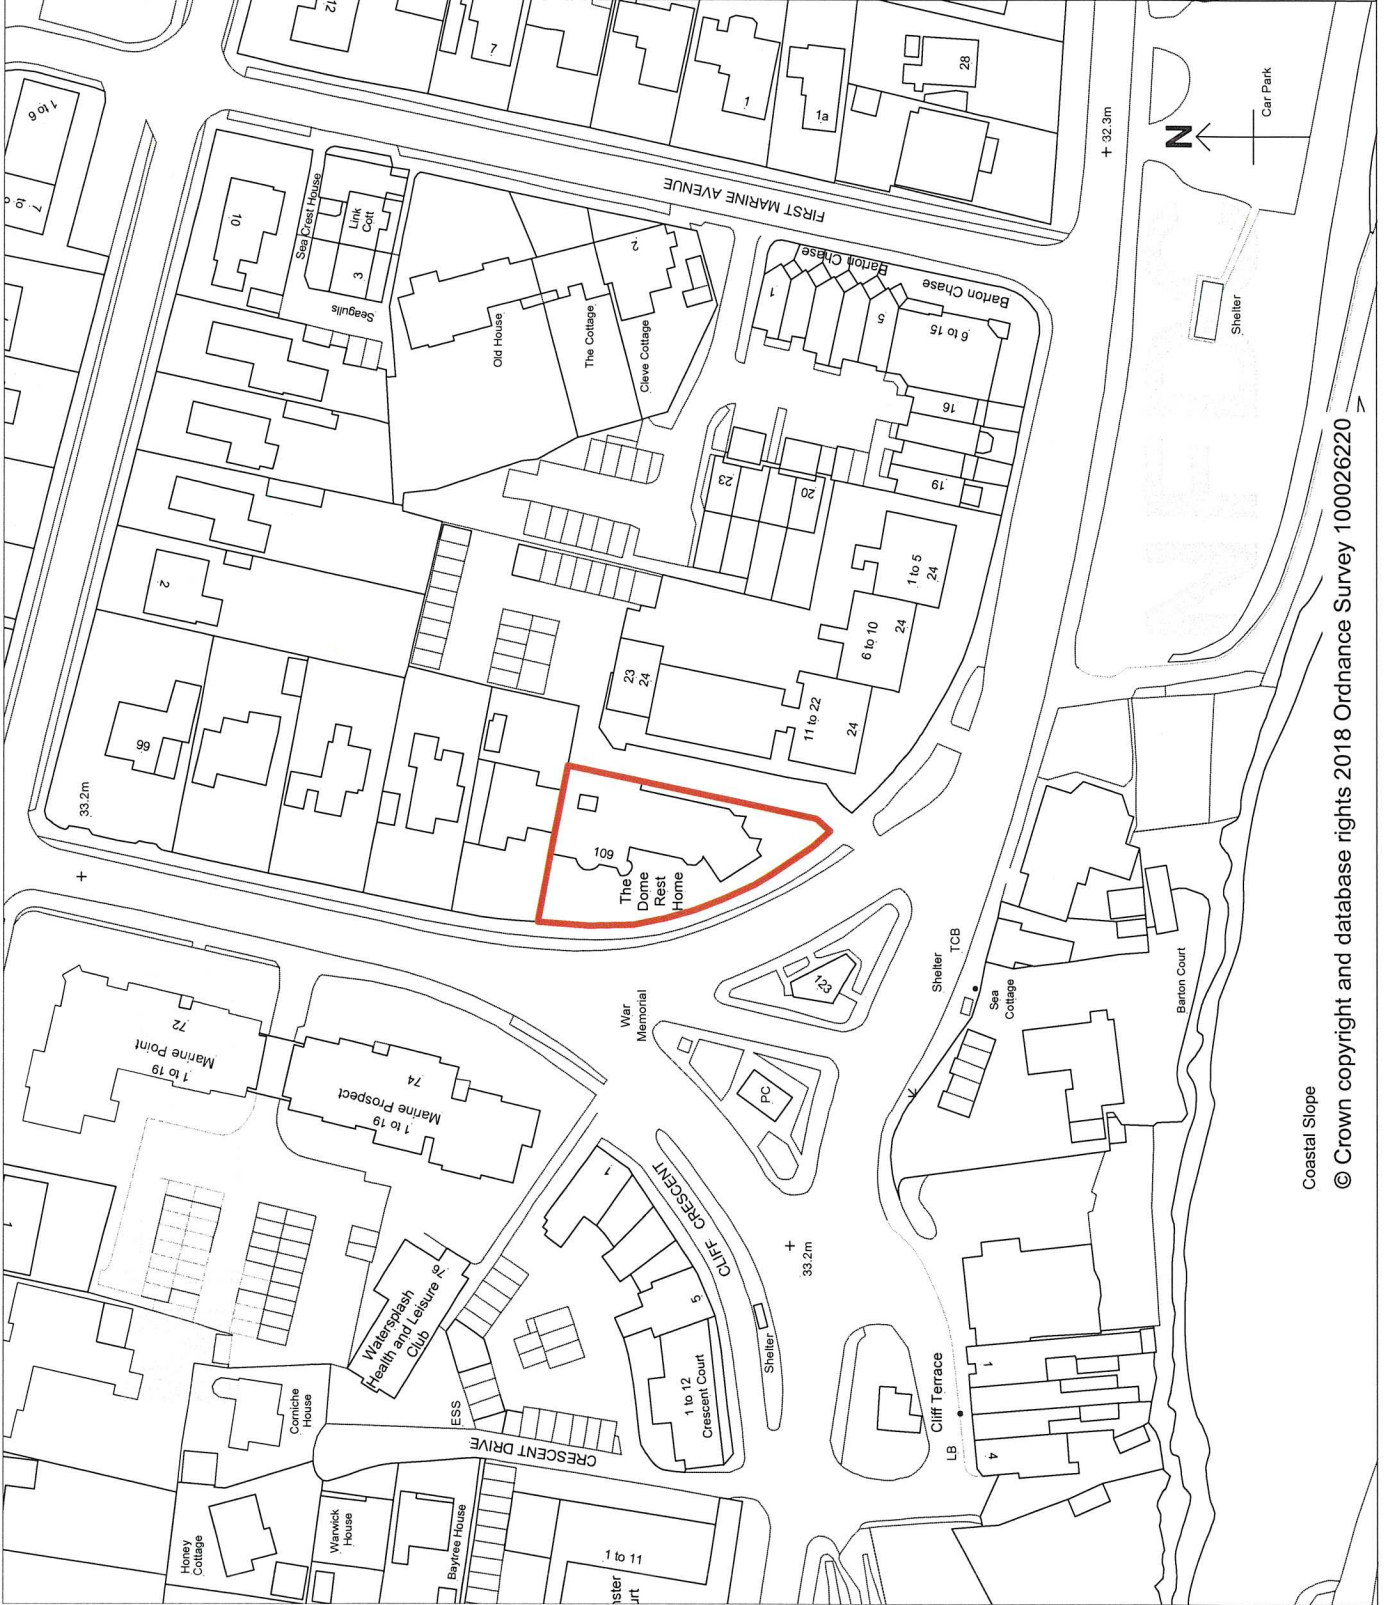 12
7
1
1a
28
1 to 6
7
to
10
Sea Crest House
Link
Cott
3
Seagulls
FIRST MARINE AVENUE
+ 32.3m
N
Car Park
Old House
The Cottage
2
Cleve Cottage
1
Barton Chase
Barton Chase
5
6 to 15
16
19
23
20
Shelter
2
1 to 5
24
6 to 10
24
23
24
11 to 22
24
66
33.2m
+
109
The
Dome
Rest
Home
72
Marine Point
1 to 19
74
Marine Prospect
1 to 19
War
Memorial
123
PC
Shelter
TCB
Sea
Cottage
Barton Court
1
76
Watersplash
Health and Leisure
Club
ESS
1
5
CLIFF CRESCENT
1 to 12
Crescent Court
Shelter
+
33.2m
Corniche
House
CRESCENT DRIVE
Cliff Terrace
LB
1
4
Honey
Cottage
Warwick
House
Baytree House
1 to 11
Coastal Slope
© Crown copyright and database rights 2018 Ordnance Survey 100026220